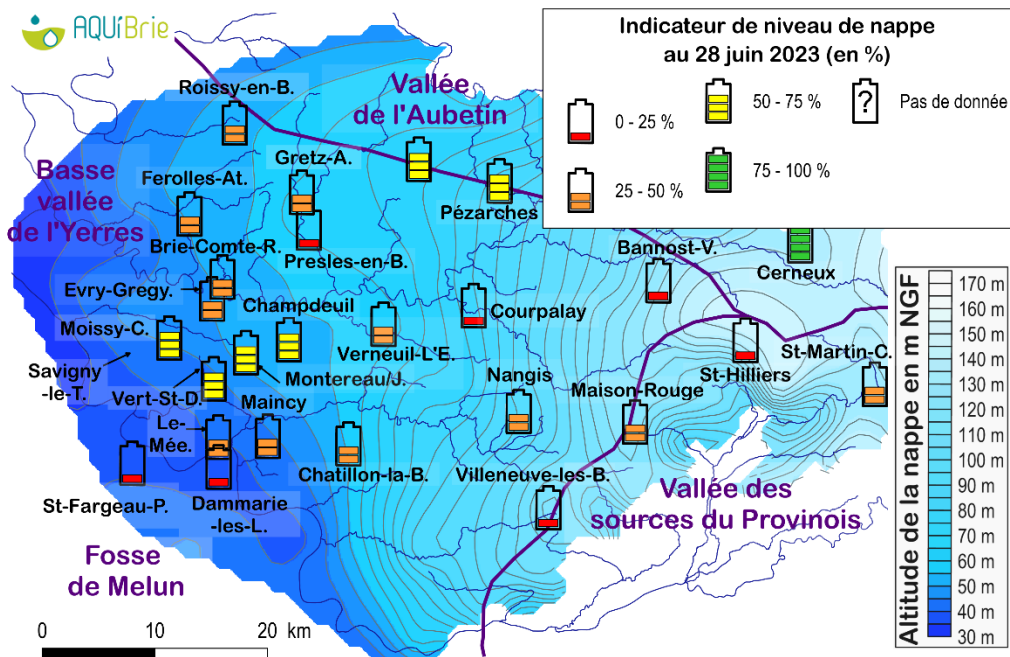 AQUiBrie
Indicateur de niveau de nappe
au 28 juin 2023 (en %)
0 - 25 %
25 - 50 %
50 - 75 %
75 - 100 %
?
Pas de donnée
Roissy-en-B.
Vallée
de l'Aubetin
Gretz-A.
Basse
vallée
de l'Yerres
Ferolles-At.
Pézarches
Brie-Comte-R.
Presles-en-B.
Bannost-V.
Cerneux
Evry-Gregy.
Champdeuil
Courpalay
Moissy-C.
Verneuil-L'E.
St-Martin-C.
Savigny
-le-T.
Montereau/J.
St-Hilliers
Vert-St-D.
Maincy
Nangis
Maison-Rouge
Le-
Mée.
Chatillon-la-B.
Villeneuve-les-B.
St-Fargeau-P.
Dammarie
-les-L.
Vallée des
sources du Provinois
Fosse
de Melun
0 10 20 km
Altitude de la nappe en m NGF
170 m
160 m
150 m
140 m
130 m
120 m
110 m
100 m
90 m
80 m
70 m
60 m
50 m
40 m
30 m